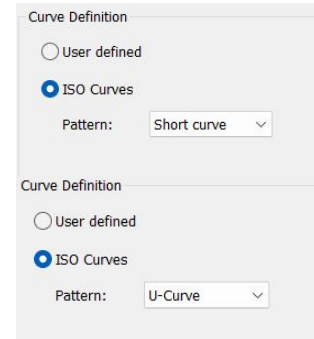 Curve Definition
User defined
ISO Curves
Pattern: Short curve
Curve Definition
User defined
ISO Curves
Pattern: U-Curve